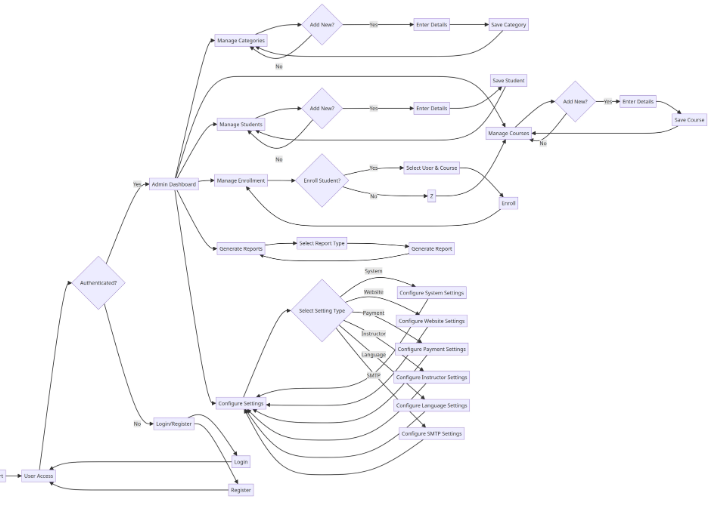 Manage Categories
Add New?
Yes
Enter Details
Save Category
No
Manage Students
Add New?
Yes
Enter Details
Save Student
No
Manage Courses
Add New?
Yes
Enter Details
Save Course
No
Yes
Admin Dashboard
Manage Enrollment
Enroll Student?
Yes
Select User & Course
No
Z
Enroll
Generate Reports
Select Report Type
Generate Report
Authenticated?
Select Setting Type
System
Website
Payment
Instructor
Language
SMTP
Configure System Settings
Configure Website Settings
Configure Payment Settings
Configure Instructor Settings
Configure Language Settings
Configure SMTP Settings
Configure Settings
No
Login/Register
Login
Register
User Access